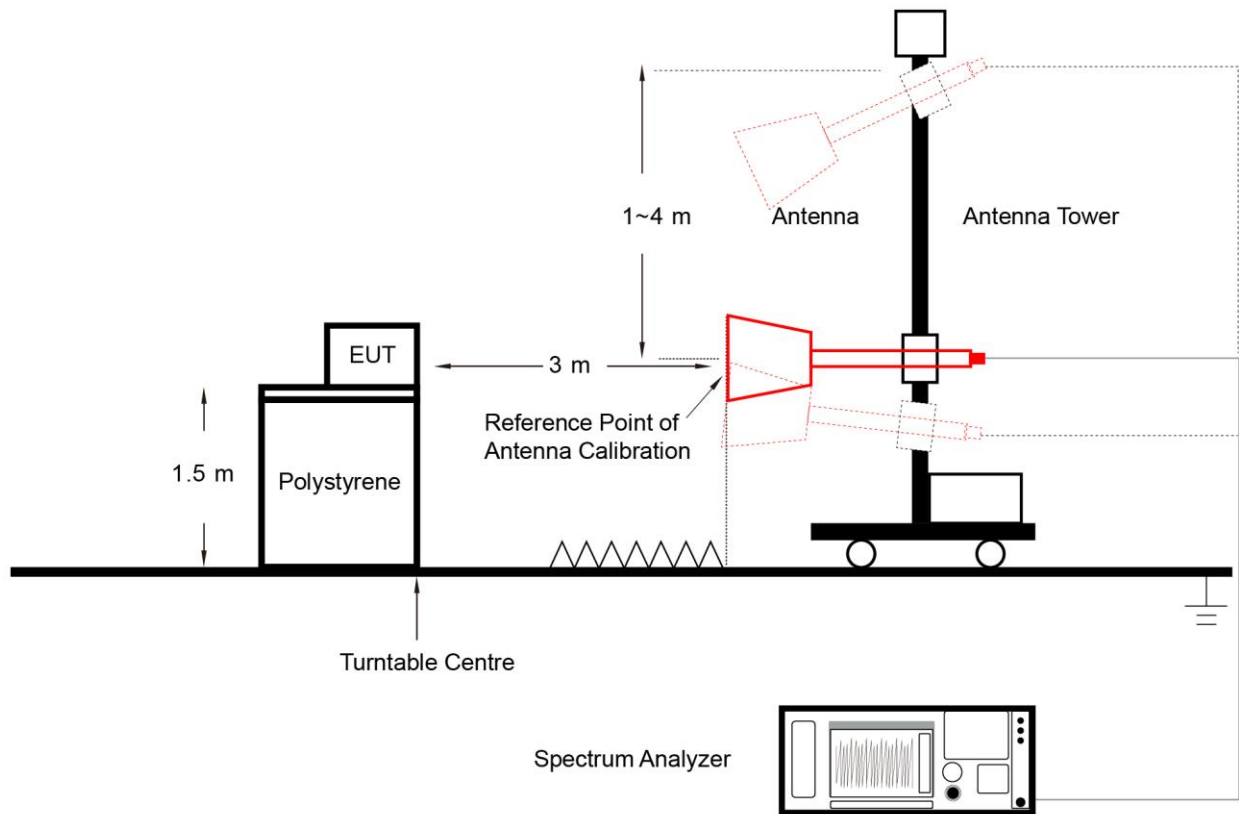 1~4 m
Antenna
Antenna Tower
EUT
3 m
Reference Point of
Antenna Calibration
1.5 m
Polystyrene
Turntable Centre
Spectrum Analyzer